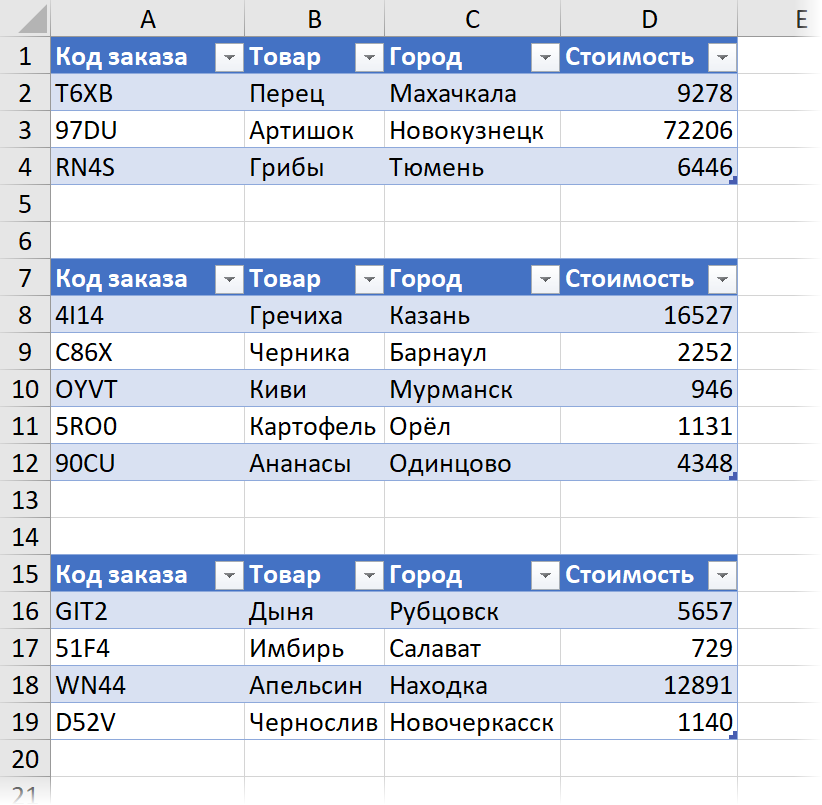 A B C D E
1 Код заказа Товар Город Стоимость
2 T6XB Перец Махачкала 9278
3 97DU Артишок Новокузнецк 72206
4 RN4S Грибы Тюмень 6446
5
6
7 Код заказа Товар Город Стоимость
8 4I14 Гречиха Казань 16527
9 C86X Черника Барнаул 2252
10 OYVT Киви Мурманск 946
11 5RO0 Картофель Орёл 1131
12 90CU Ананасы Одинцово 4348
13
14
15 Код заказа Товар Город Стоимость
16 GIT2 Дыня Рубцовск 5657
17 51F4 Имбирь Салават 729
18 WN44 Апельсин Находка 12891
19 D52V Чернослив Новочеркасск 1140
20
21